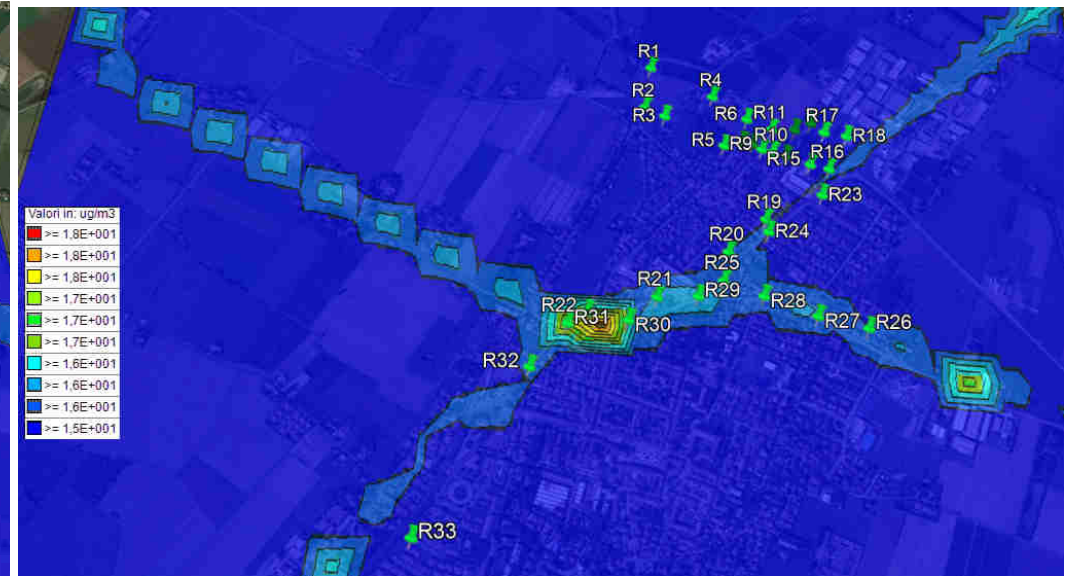 R1
R2
R4
R3
R6
R11
R17
R5
R9
R10
R18
R15
R16
R23
R19
R24
R20
R25
R21
R29
R28
R22
R31
R30
R27
R26
R32
R33
Valori in: ug/m3
>= 1,8E+001
>= 1,8E+001
>= 1,8E+001
>= 1,7E+001
>= 1,7E+001
>= 1,7E+001
>= 1,6E+001
>= 1,6E+001
>= 1,6E+001
>= 1,5E+001